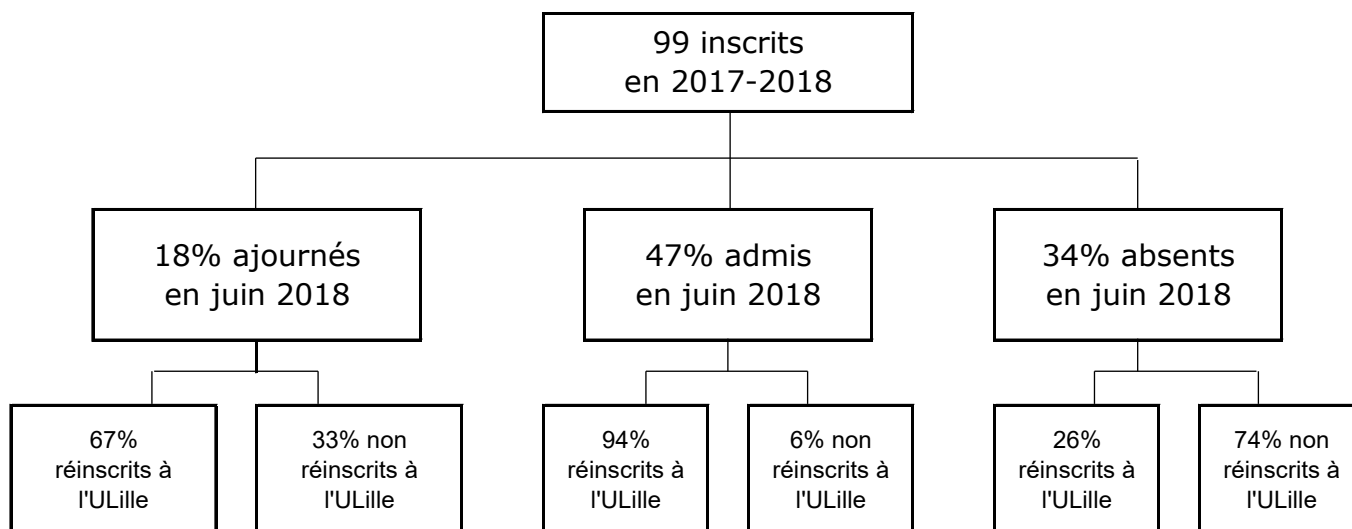 99 inscrits
en 2017-2018
18% ajournés
en juin 2018
47% admis
en juin 2018
34% absents
en juin 2018
67%
réinscrits à
l'ULille
33% non
réinscrits à
l'ULille
94%
réinscrits à
l'ULille
6% non
réinscrits à
l'ULille
26%
réinscrits à
l'ULille
74% non
réinscrits à
l'ULille